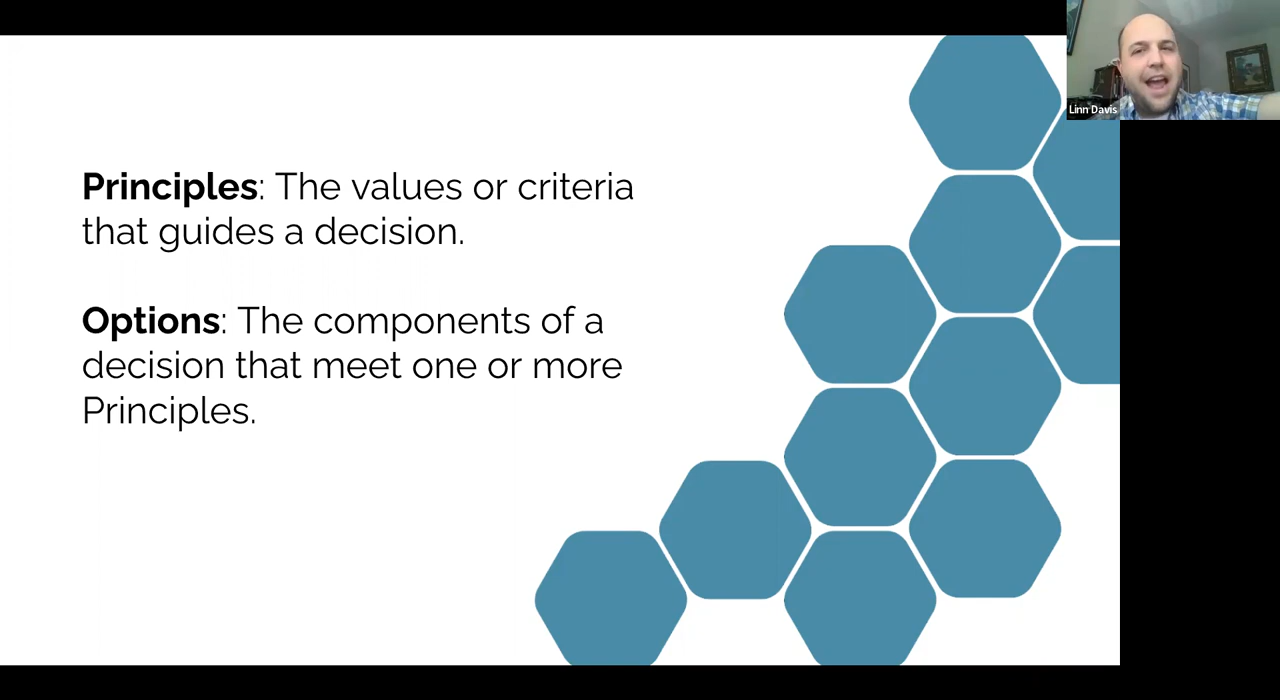 Linn Davis
Principles: The values or criteria
that guides a decision.
Options: The components of a
decision that meet one or more
Principles.